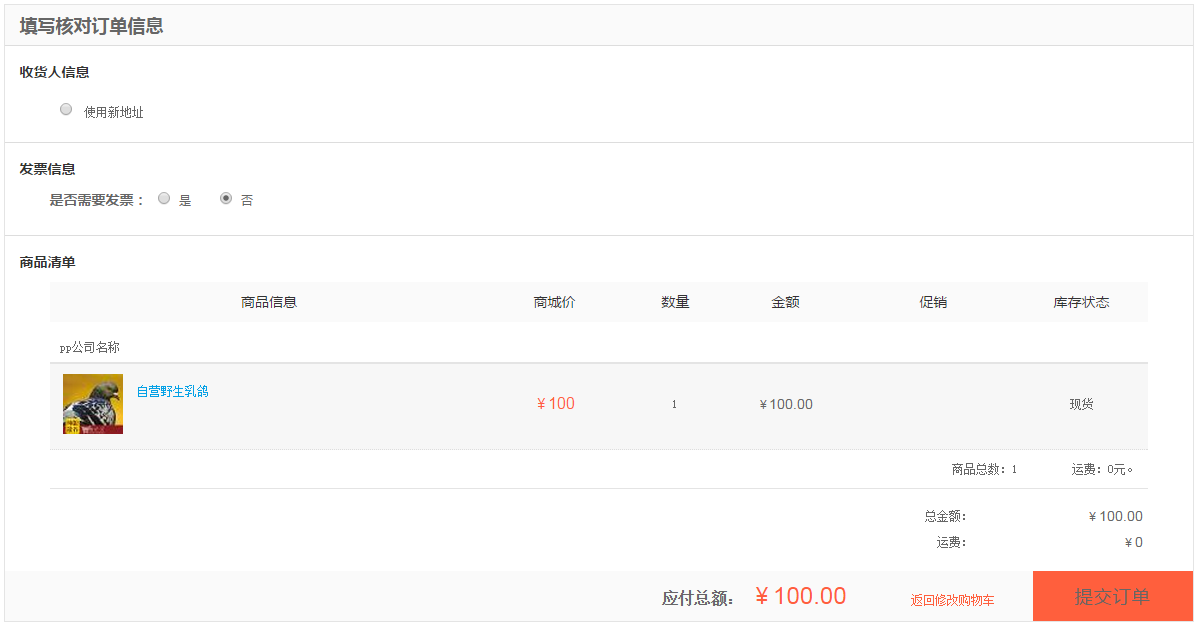 填写核对订单信息
收货人信息
使用新地址
发票信息
是否需要发票： 是 否
商品清单
商品信息 商城价 数量 金额 促销 库存状态
pp公司名称
自营野生乳鸽 ￥100 1 ￥100.00 现货
商品总数：1 运费：0元。
总金额： ￥100.00
运费： ￥0
应付总额： ￥100.00 返回修改购物车 提交订单